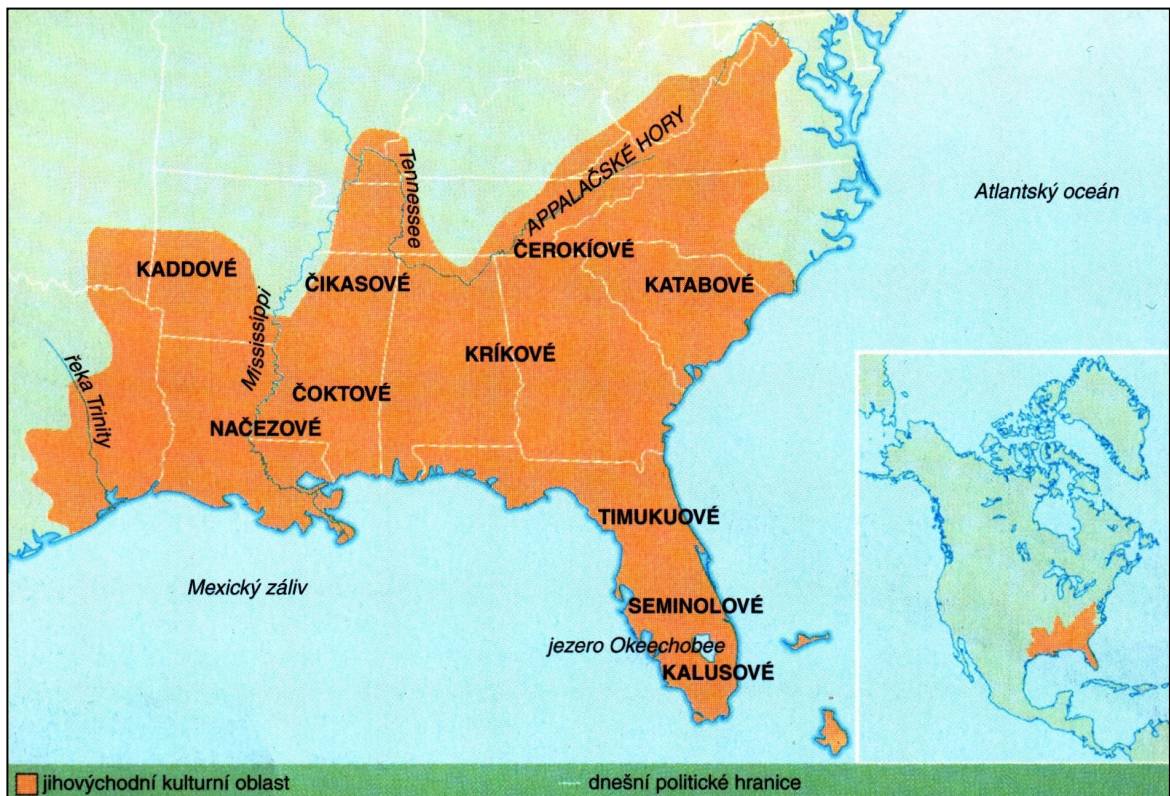 APPALAČSKÉ HORY
Tennessee
Atlantský oceán
ČEROKÍOVÉ
KADDOVÉ
ČIKASOVÉ
KATABOVÉ
Mississippi
KRÍKOVÉ
řeka Trinity
ČOKTOVÉ
NAČEZOVÉ
TIMUKUOVÉ
Mexický záliv
SEMINOLOVÉ
jezero Okeechobee
KALUSOVÉ
jihovýchodní kulturní oblast
dnešní politické hranice